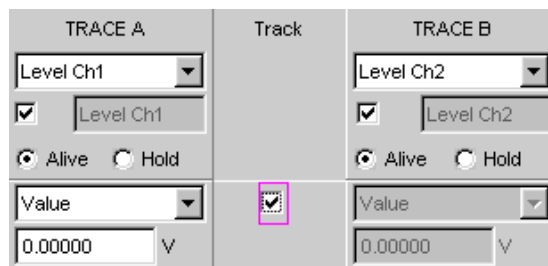 TRACE A Track TRACE B
Level Ch1 Level Ch2
Level Ch1 Level Ch2
Alive Hold Alive Hold
Value Value
0.00000 V 0.00000 V